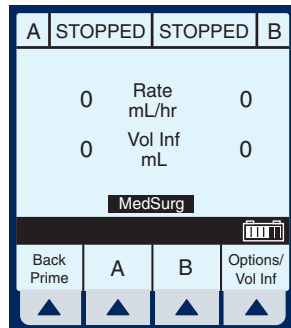 A STOPPED STOPPED B
0 Rate mL/hr 0
0 Vol Inf mL 0
MedSurg
Back Prime A B Options/ Vol Inf